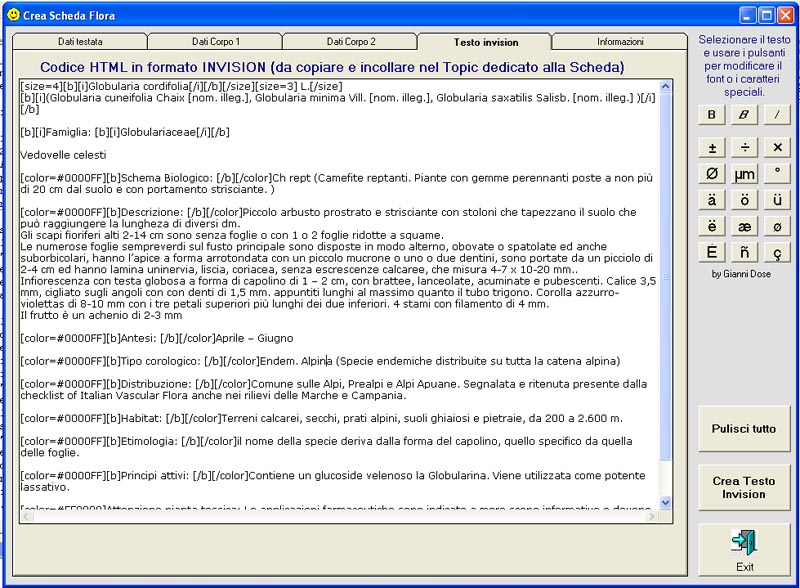 Crea Scheda Flora
Dati testata
Dati Corpo 1
Dati Corpo 2
Testo invision
Informazioni
Codice HTML in formato INVISION (da copiare e incollare nel Topic dedicato alla Scheda)
[size=4][b][i]Globularia cordifolia[/i][/b][/size][size=3] L.[/size]
[b][i](Globularia cuneifolia Chaix [nom. illeg.], Globularia minima Vill. [nom. illeg.], Globularia saxatilis Salisb. [nom. illeg.] )[/i]
[/b]
[b][i]Famiglia: [b][i]Globulariaceae[/i][/b]
Vedovelle celesti
[color=#0000FF][b]Schema Biologico: [/b][/color]Ch rept (Camefite reptanti. Piante con gemme perennanti poste a non più
di 20 cm dal suolo e con portamento strisciante. )
[color=#0000FF][b]Descrizione: [/b][/color]Piccolo arbusto prostrato e strisciante con stoloni che tapezzano il suolo che
può raggiungere la lunghezza di diversi dm.
Gli scapi fioriferi alti 2-14 cm sono senza foglie o con 1 o 2 foglie ridotte a squame.
Le numerose foglie sempreverdi sul fusto principale sono disposte in modo alterno, obovate o spatolate ed anche
suborbicolari, hanno l'apice a forma arrotondata con un piccolo mucrone o uno o due dentini, sono portate da un picciolo di
2-4 cm ed hanno lamina uninervia, liscia, coriacea, senza escrescenze calcaree, che misura 4-7 x 10-20 mm..
Infiorescenza con testa globosa a forma di capolino di 1 – 2 cm, con brattee, lanceolate, acuminate e pubescenti. Calice 3,5
mm, cigliato sugli angoli con con denti di 1,5 mm. appuntiti lunghi al massimo quanto il tubo trigono. Corolla azzurro-
violettas di 8-10 mm con i tre petali superiori più lunghi dei due inferiori. 4 stami con filamento di 4 mm.
Il frutto è un achenio di 2-3 mm
[color=#0000FF][b]Antesi: [/b][/color]Aprile – Giugno
[color=#0000FF][b]Tipo corologico: [/b][/color]Endem. Alpina (Specie endemiche distribuite su tutta la catena alpina)
[color=#0000FF][b]Distribuzione: [/b][/color]Comune sulle Alpi, Prealpi e Alpi Apuane. Segnalata e ritenuta presente dalla
checklist of Italian Vascular Flora anche nei rilievi delle Marche e Campania.
[color=#0000FF][b]Habitat: [/b][/color]Terreni calcarei, secchi, prati alpini, suoli ghiaiosi e pietraie, da 200 a 2.600 m.
[color=#0000FF][b]Etimologia: [/b][/color]il nome della specie deriva dalla forma del capolino, quello specifico da quella
delle foglie.
[color=#0000FF][b]Principi attivi: [/b][/color]Contiene un glucoside velenoso la Globularina. Viene utilizzata come potente
lassativo.
[color=#FF0000]Attenzione pianta tossica: Le applicazioni farmaceutiche sono indicate a mero scopo informativo e devono
Selezionare il testo
e usare i pulsanti
per modificare il
font o i caratteri
speciali.
B B /
± ÷ ×
Ø µm °
ä ö ü
ë æ ø
È ñ ç
by Gianni Dose
Pulisci tutto
Crea Testo
Invision
Exit